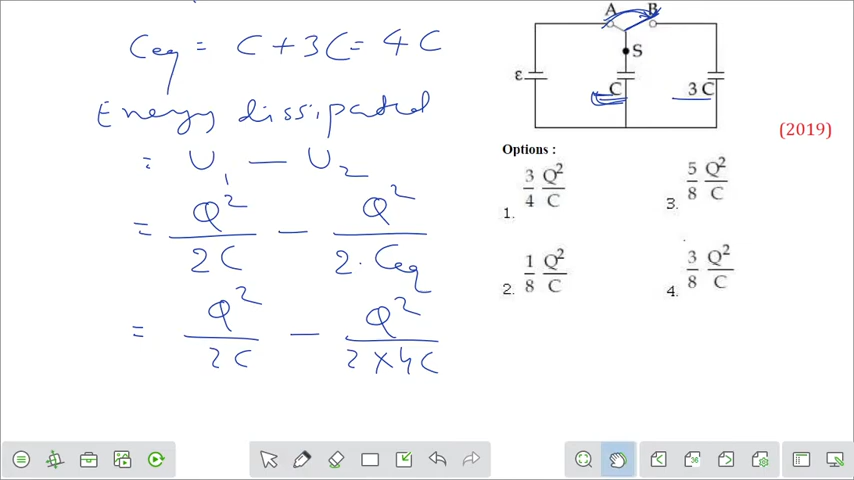 Ceq = C + 3C = 4C
Energy dissipated
= U1 — U2
= Q²/2C − Q²/2·Ceq
= Q²/2C − Q²/2×4C
A B
S
ε C 3C
(2019)
Options :
1. 3/4 Q²/C
2. 1/8 Q²/C
3. 5/8 Q²/C
4. 3/8 Q²/C
36